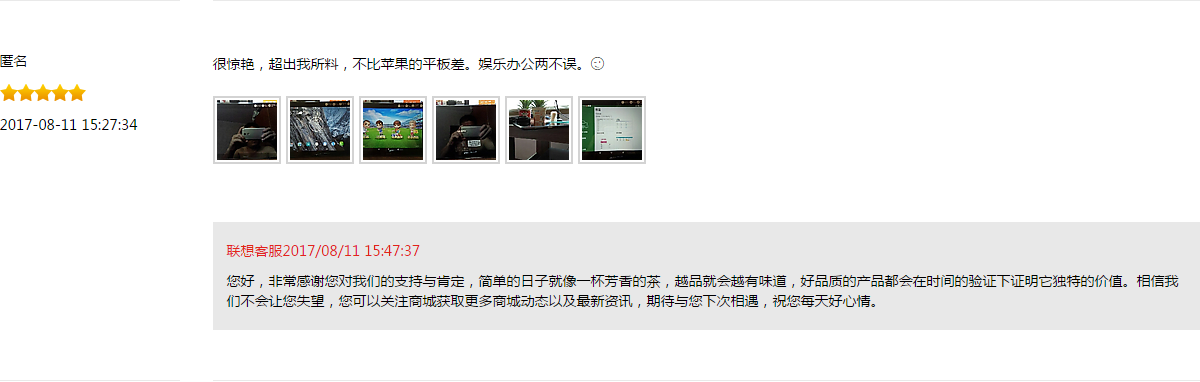 匿名
2017-08-11 15:27:34
很惊艳，超出我所料，不比苹果的平板差。娱乐办公两不误。
联想客服2017/08/11 15:47:37
您好，非常感谢您对我们的支持与肯定，简单的日子就像一杯芳香的茶，越品就会越有味道，好品质的产品都会在时间的验证下证明它独特的价值。相信我
们不会让您失望，您可以关注商城获取更多商城动态以及最新资讯，期待与您下次相遇，祝您每天好心情。